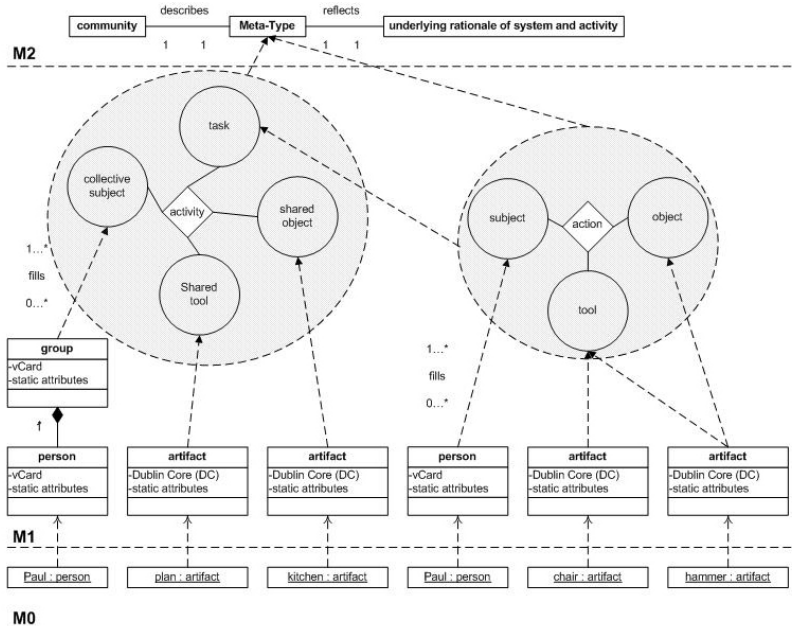 describes
reflects
community
Meta-Type
underlying rationale of system and activity
1 1
1 1
M2
task
collective
subject
activity
shared
object
Shared
tool
subject
action
object
tool
1...*
fills
0...*
1...*
fills
0...*
group
-vCard
-static attributes
1
person
-vCard
-static attributes
artifact
-Dublin Core (DC)
-static attributes
artifact
-Dublin Core (DC)
-static attributes
person
-vCard
-static attributes
artifact
-Dublin Core (DC)
-static attributes
artifact
-Dublin Core (DC)
-static attributes
M1
Paul : person
plan : artifact
kitchen : artifact
Paul : person
chair : artifact
hammer : artifact
M0